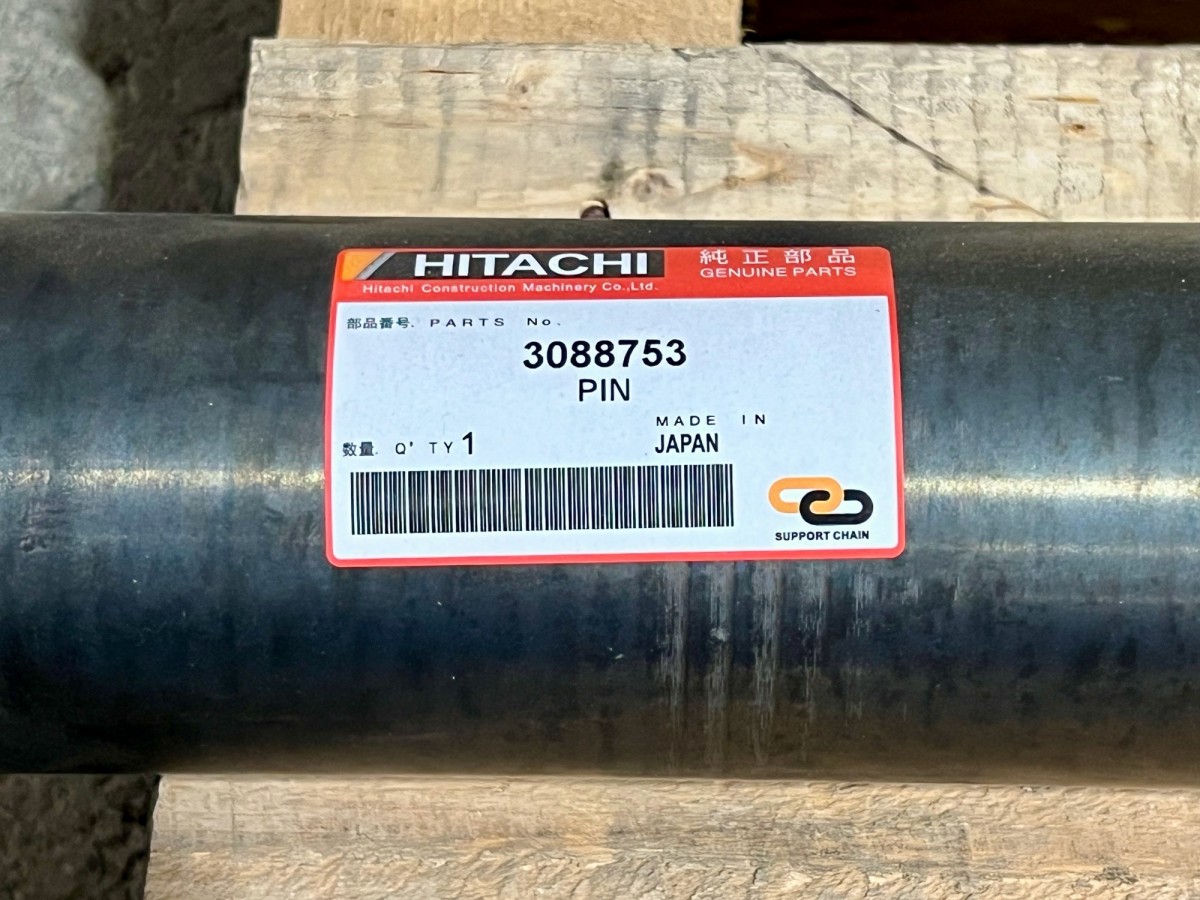 HITACHI
Hitachi Construction Machinery Co.,Ltd.
純正部品
GENUINE PARTS
部品番号. PARTS No.
3088753
PIN
MADE IN
JAPAN
数量. Q' TY 1
SUPPORT CHAIN